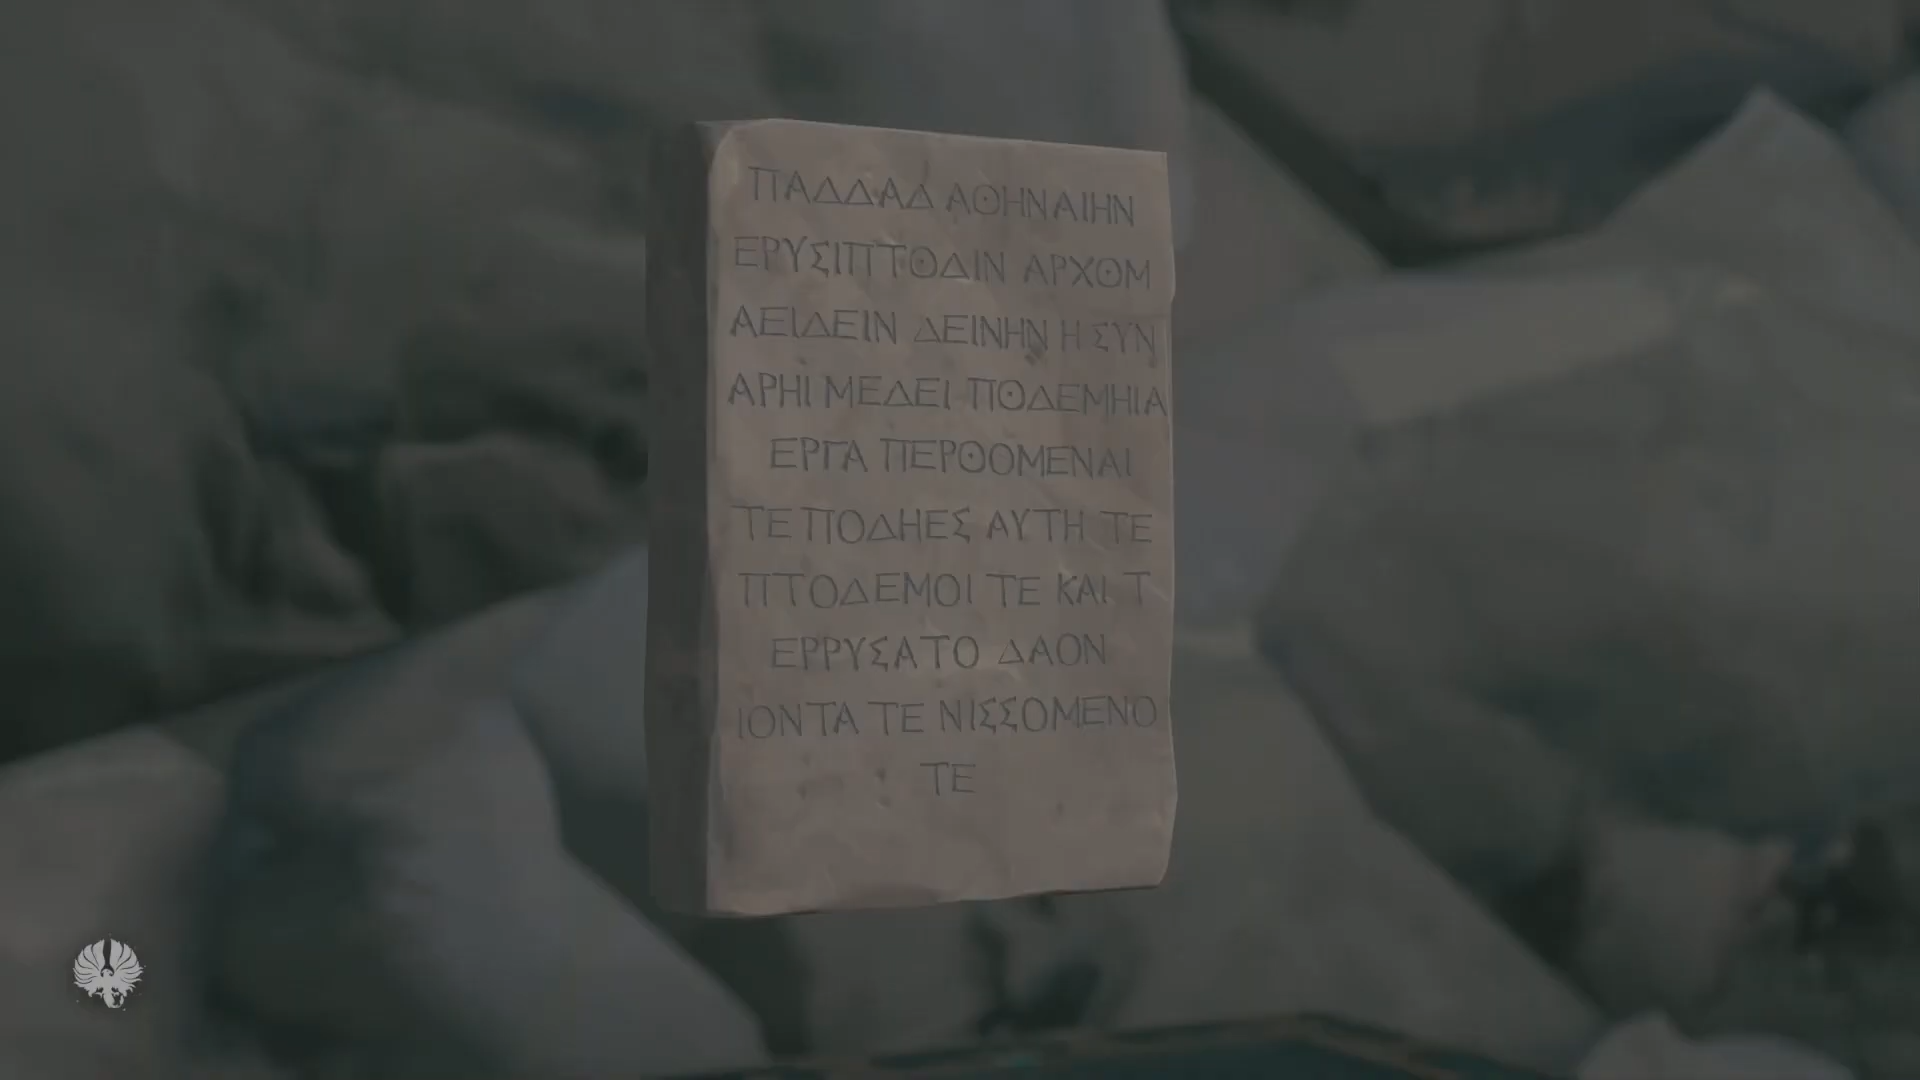 ΠΑΔΔΑΔ ΑΘΗΝΑΙΗΝ
ΕΡΥΣΙΠΤΟΔΙΝ ΑΡΧΟΜ
ΑΕΙΔΕΙΝ ΔΕΙΝΗΝ Η ΣΥΝ
ΑΡΗΙ ΜΕΔΕΙ ΠΟΔΕΜΗΙΑ
ΕΡΓΑ ΠΕΡΘΟΜΕΝΑΙ
ΤΕ ΠΟΔΗΕΣ ΑΥΤΗ ΤΕ
ΠΤΟΔΕΜΟΙ ΤΕ ΚΑΙ Τ
ΕΡΡΥΣΑΤΟ ΔΑΟΝ
ΙΟΝΤΑ ΤΕ ΝΙΣΣΟΜΕΝΟ
ΤΕ